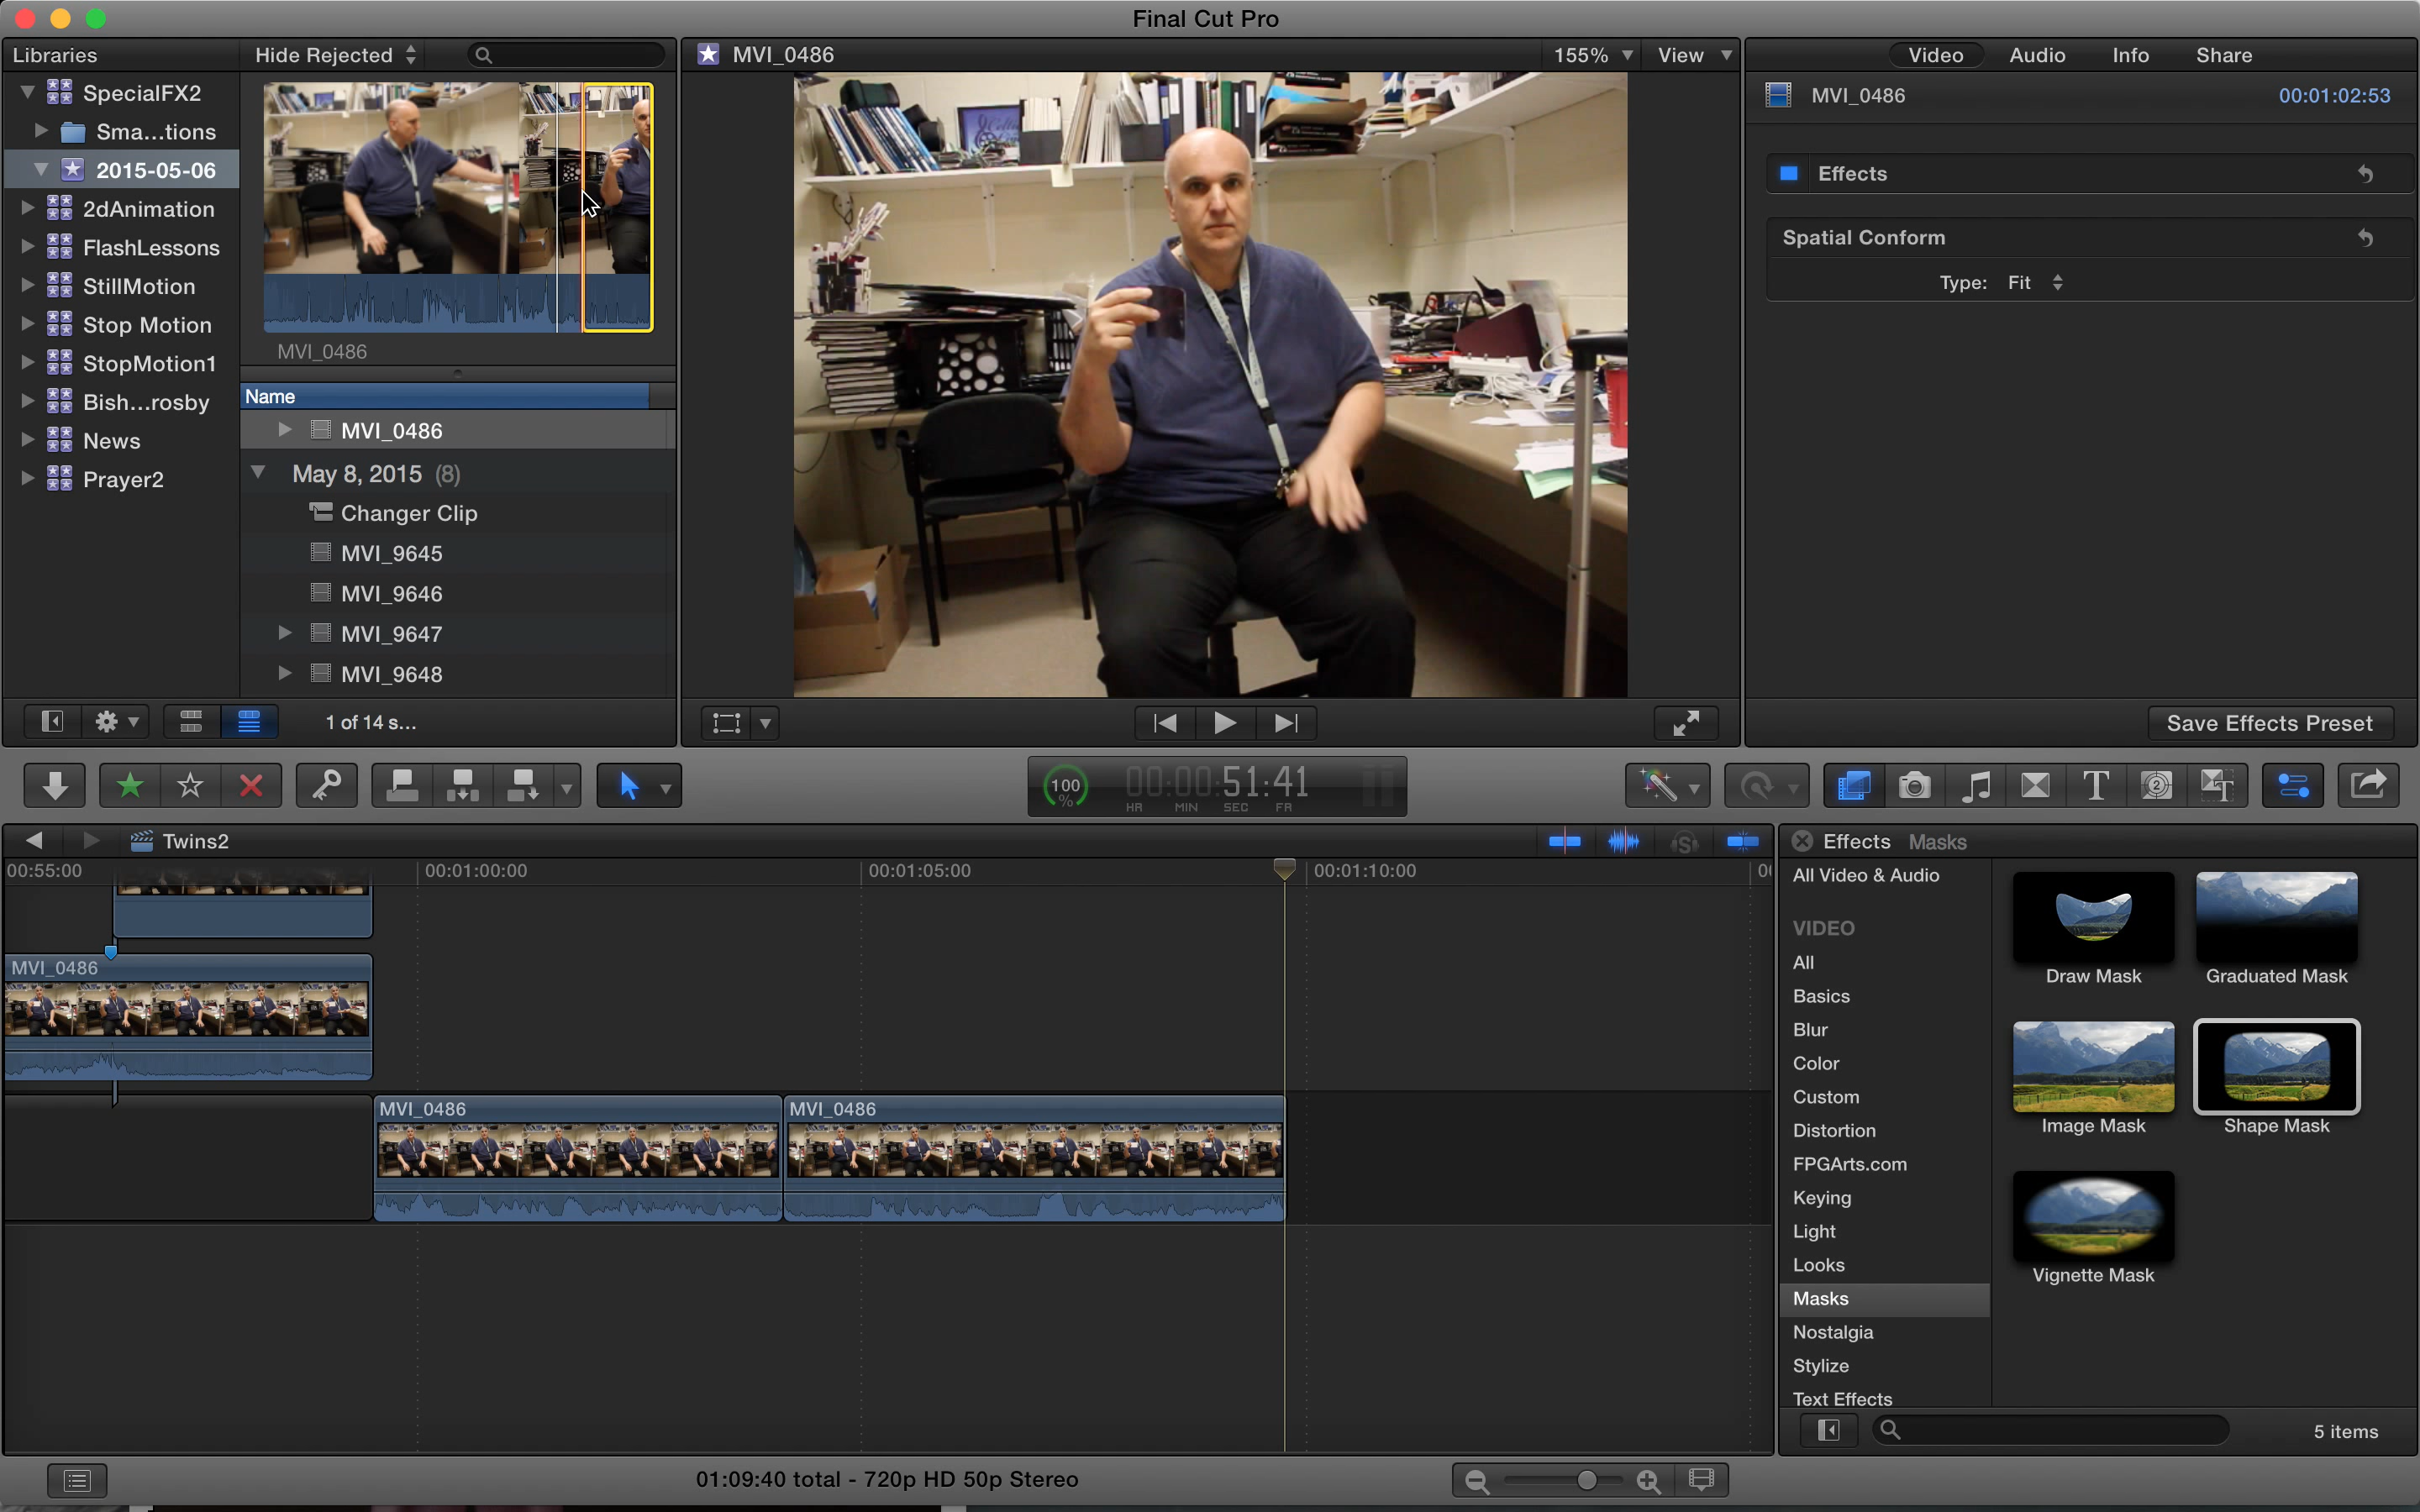 Final Cut Pro
Libraries
Hide Rejected
MVI_0486
155%
View
Video
Audio
Info
Share
SpecialFX2
Sma...tions
2015-05-06
2dAnimation
FlashLessons
StillMotion
Stop Motion
StopMotion1
Bish...rosby
News
Prayer2
MVI_0486
Name
MVI_0486
May 8, 2015 (8)
Changer Clip
MVI_9645
MVI_9646
MVI_9647
MVI_9648
1 of 14 s...
MVI_0486
00:01:02:53
Effects
Spatial Conform
Type: Fit
Save Effects Preset
100
%
00:00:51:41
HR MIN SEC FR
Twins2
00:55:00
00:01:00:00
00:01:05:00
00:01:10:00
MVI_0486
MVI_0486
MVI_0486
Effects Masks
All Video & Audio
VIDEO
All
Basics
Blur
Color
Custom
Distortion
FPGArts.com
Keying
Light
Looks
Masks
Nostalgia
Stylize
Text Effects
Draw Mask
Graduated Mask
Image Mask
Shape Mask
Vignette Mask
5 items
01:09:40 total - 720p HD 50p Stereo